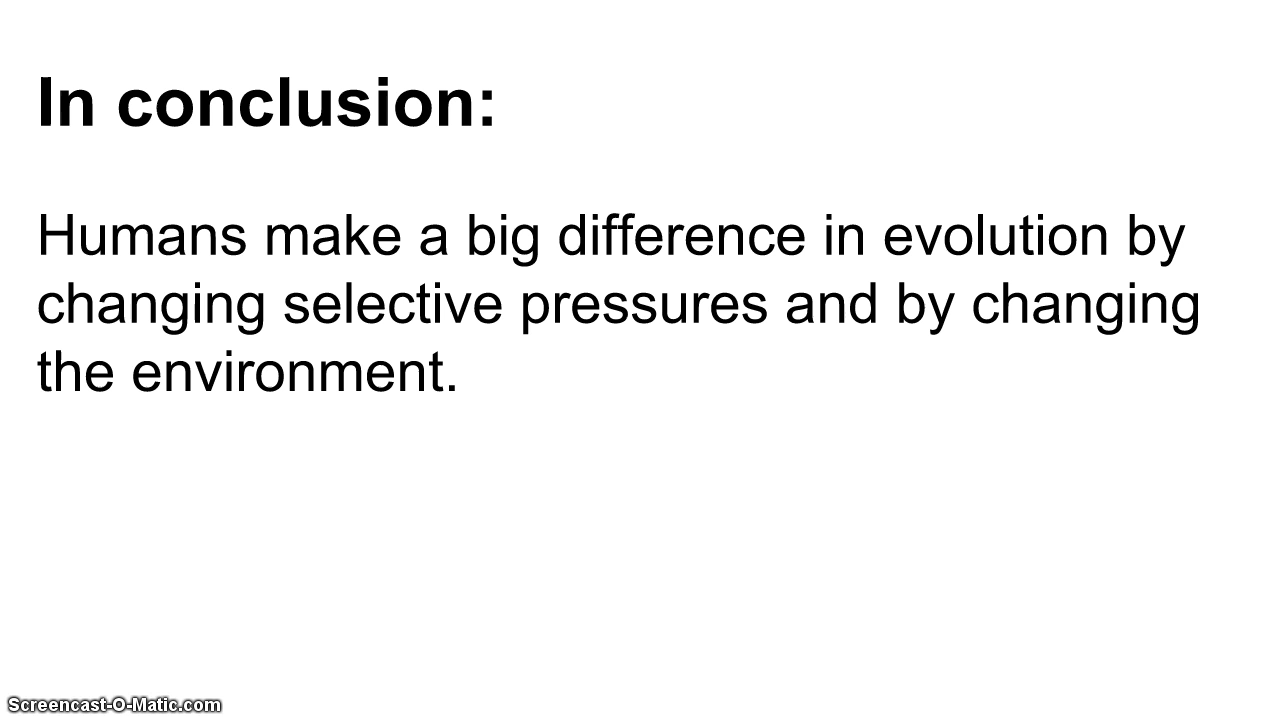 In conclusion:
Humans make a big difference in evolution by
changing selective pressures and by changing
the environment.
Screencast-O-Matic.com